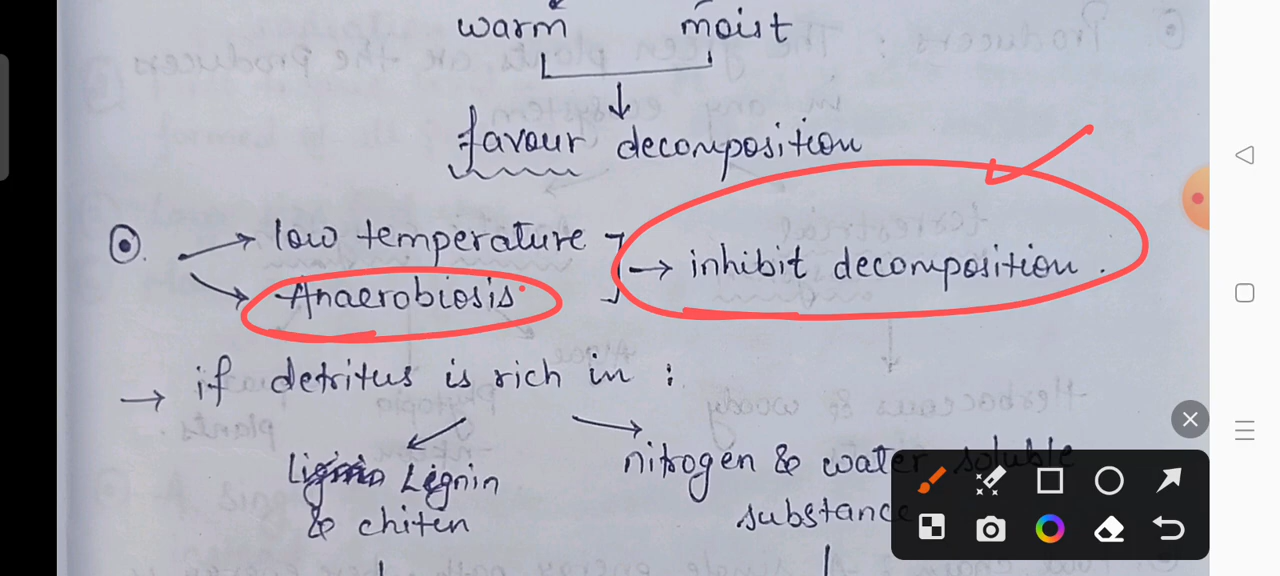 warm moist
favour decomposition
low temperature
Anaerobiosis
→ inhibit decomposition.
→ if detritus is rich in :
Lignin
& chiten
nitrogen & water soluble
substance